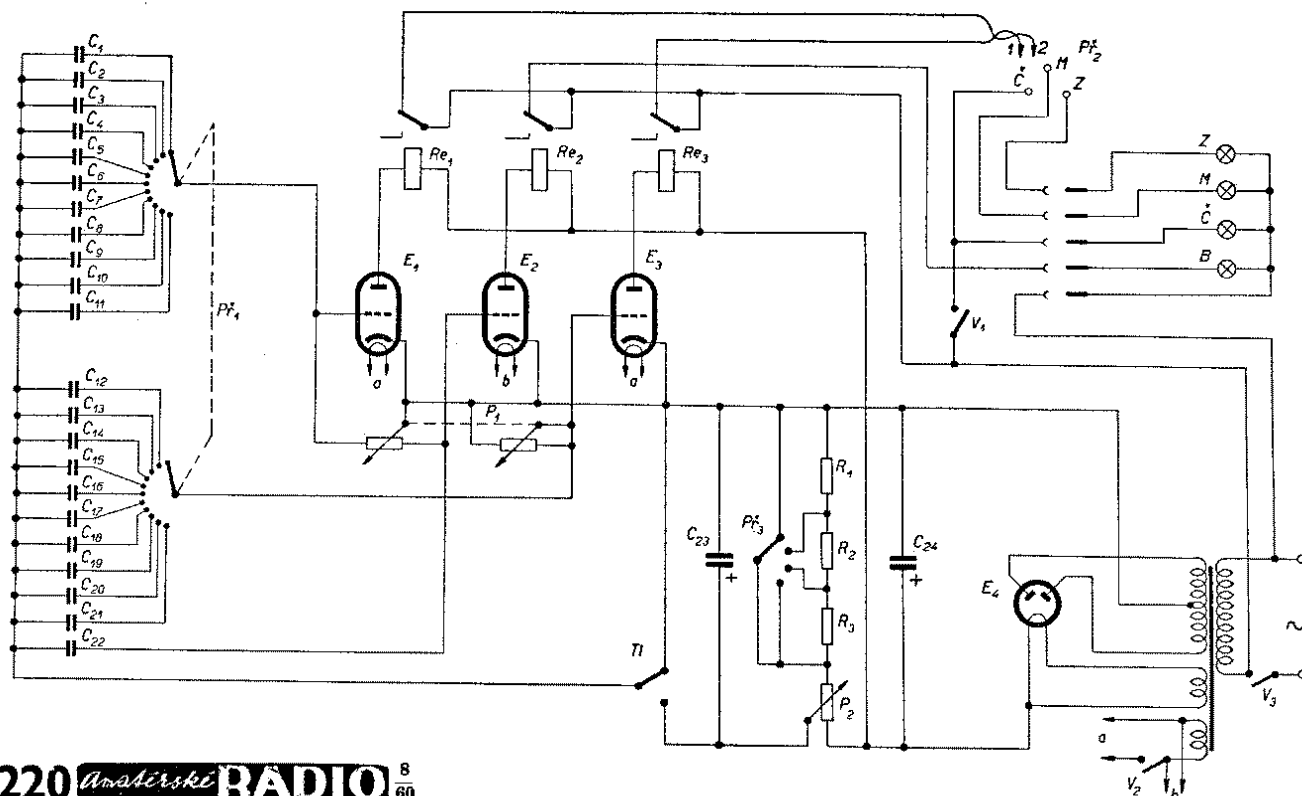 C1
C2
C3
C4
C5
C6
C7
C8
C9
C10
C11
Př1
C12
C13
C14
C15
C16
C17
C18
C19
C20
C21
C22
Re1
Re2
Re3
E1
E2
E3
a
b
a
P1
1 2
Př2
Č
M
Z
Z
M
Č
B
V1
R1
R2
R3
P2
Př3
C23
+
C24
+
Tl
E4
~
V3
a
V2
b
220 Amatérské RADIO 8/60